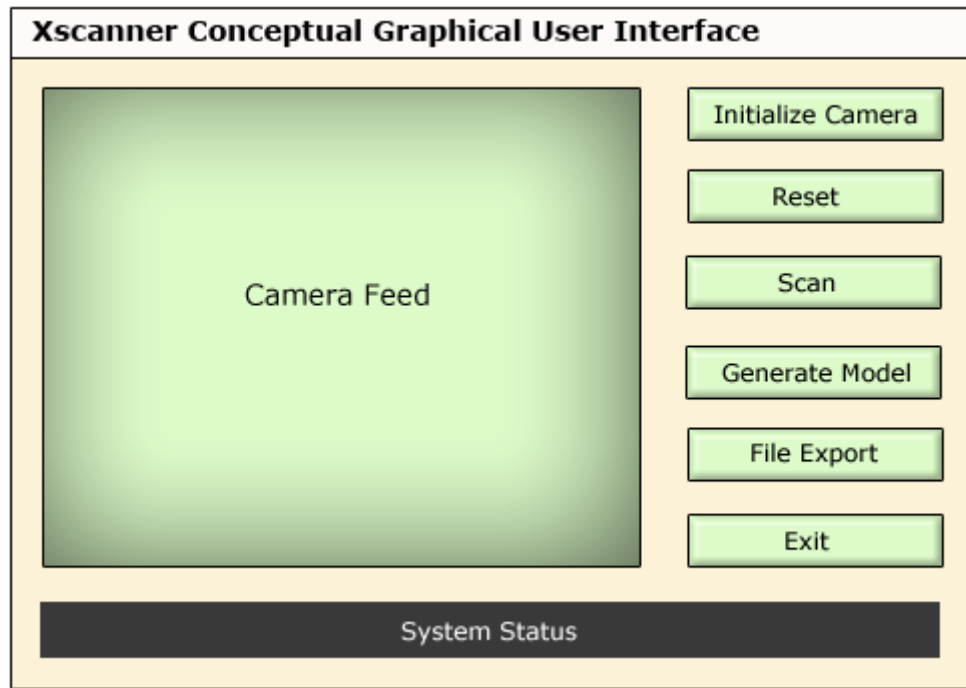 Xscanner Conceptual Graphical User Interface
Camera Feed
Initialize Camera
Reset
Scan
Generate Model
File Export
Exit
System Status